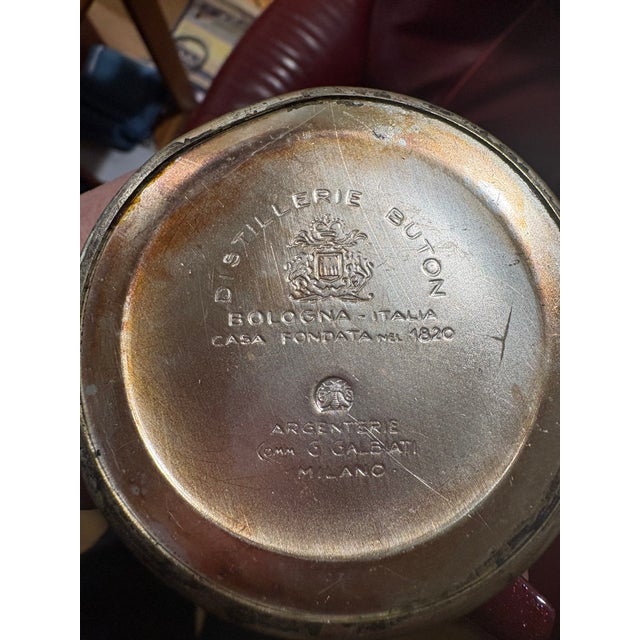 DISTILLERIE BUTON
BOLOGNA - ITALIA
CASA FONDATA NEL 1820
ARGENTERIE
Comm G GALBIATI
MILANO